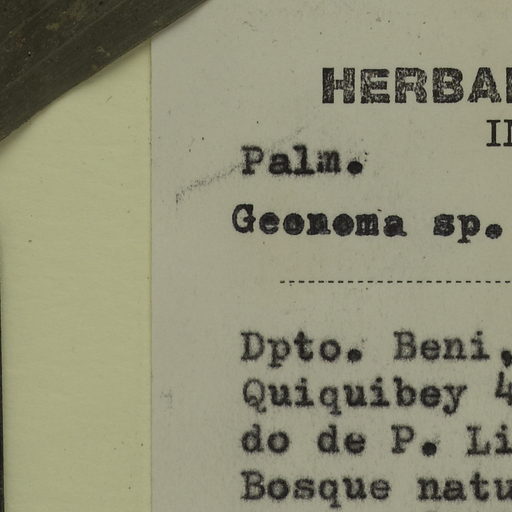 HERBA
Palm.
Geonoma sp.
Dpto. Beni,
Quiquibey 4
do de P. Li
Bosque natu